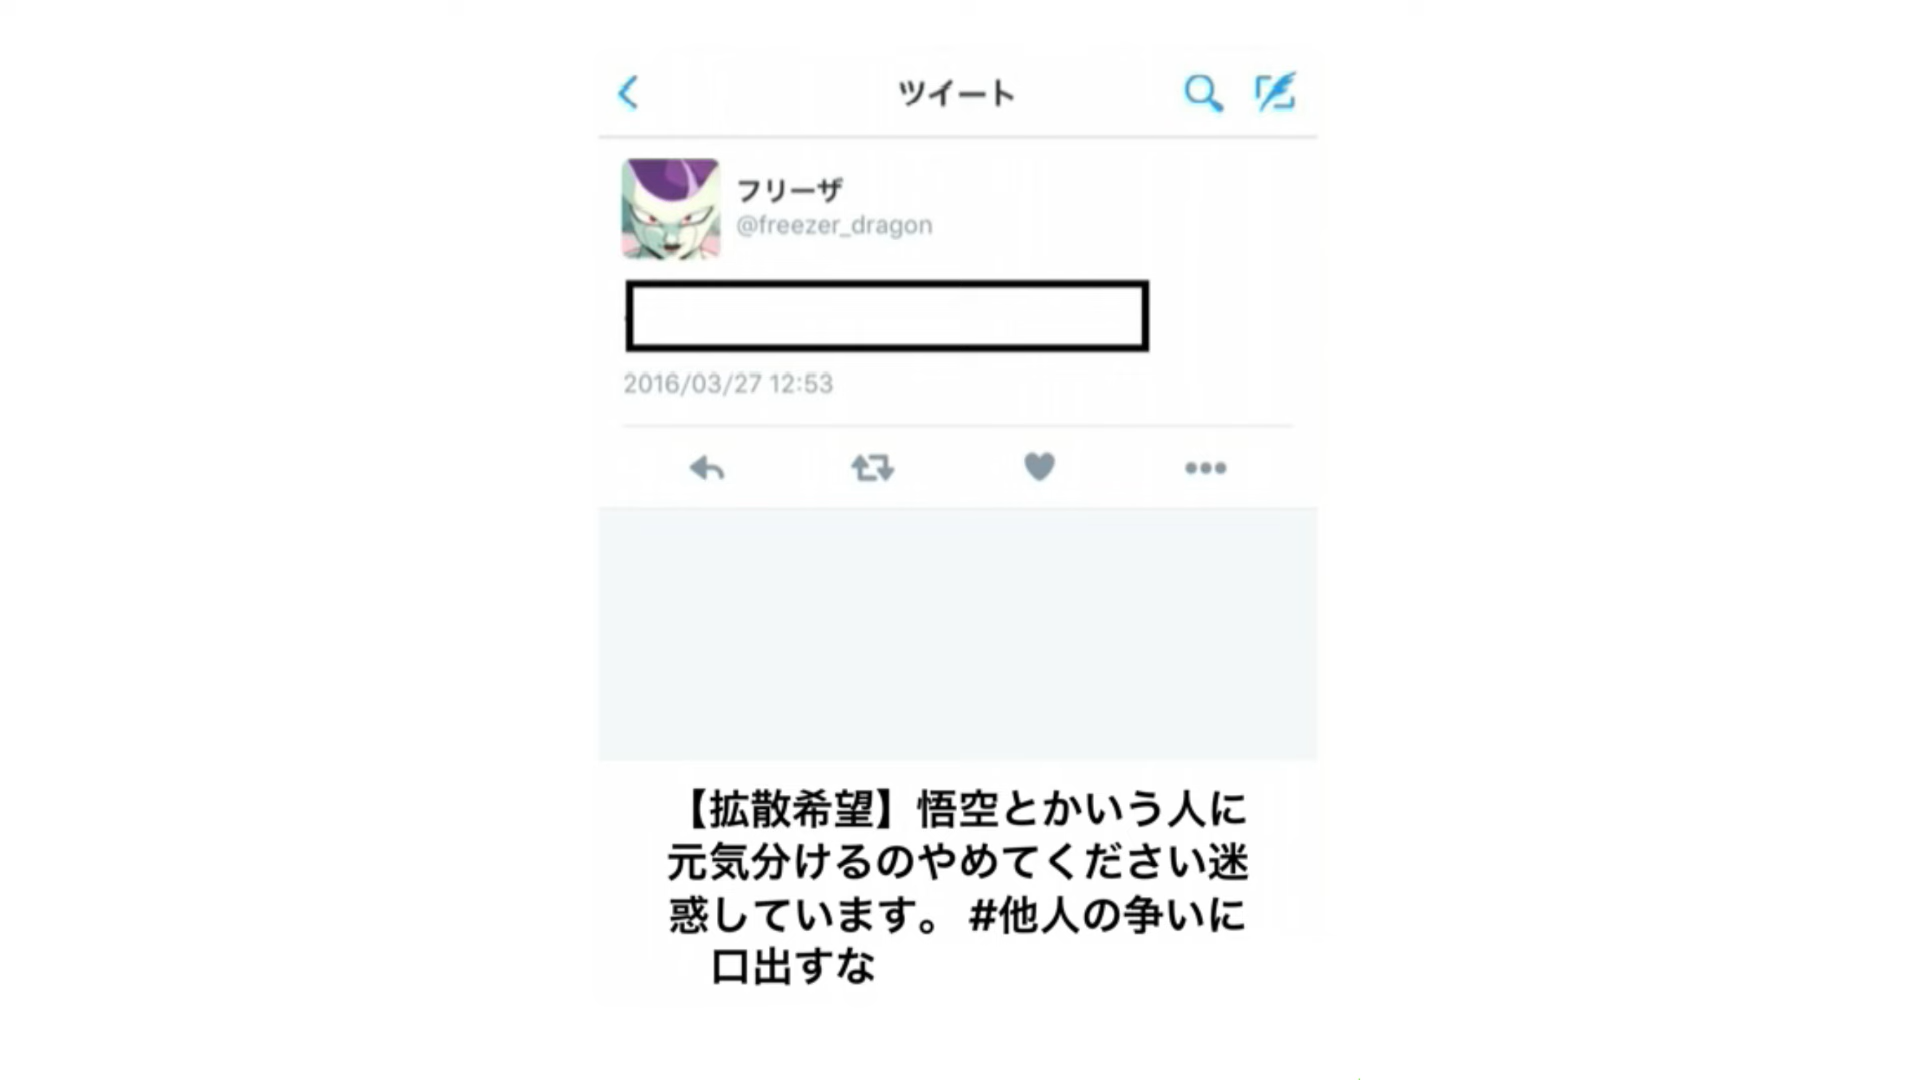 ツイート
フリーザ
@freezer_dragon
2016/03/27 12:53
【拡散希望】悟空とかいう人に
元気分けるのやめてください迷
惑しています。 #他人の争いに
口出すな